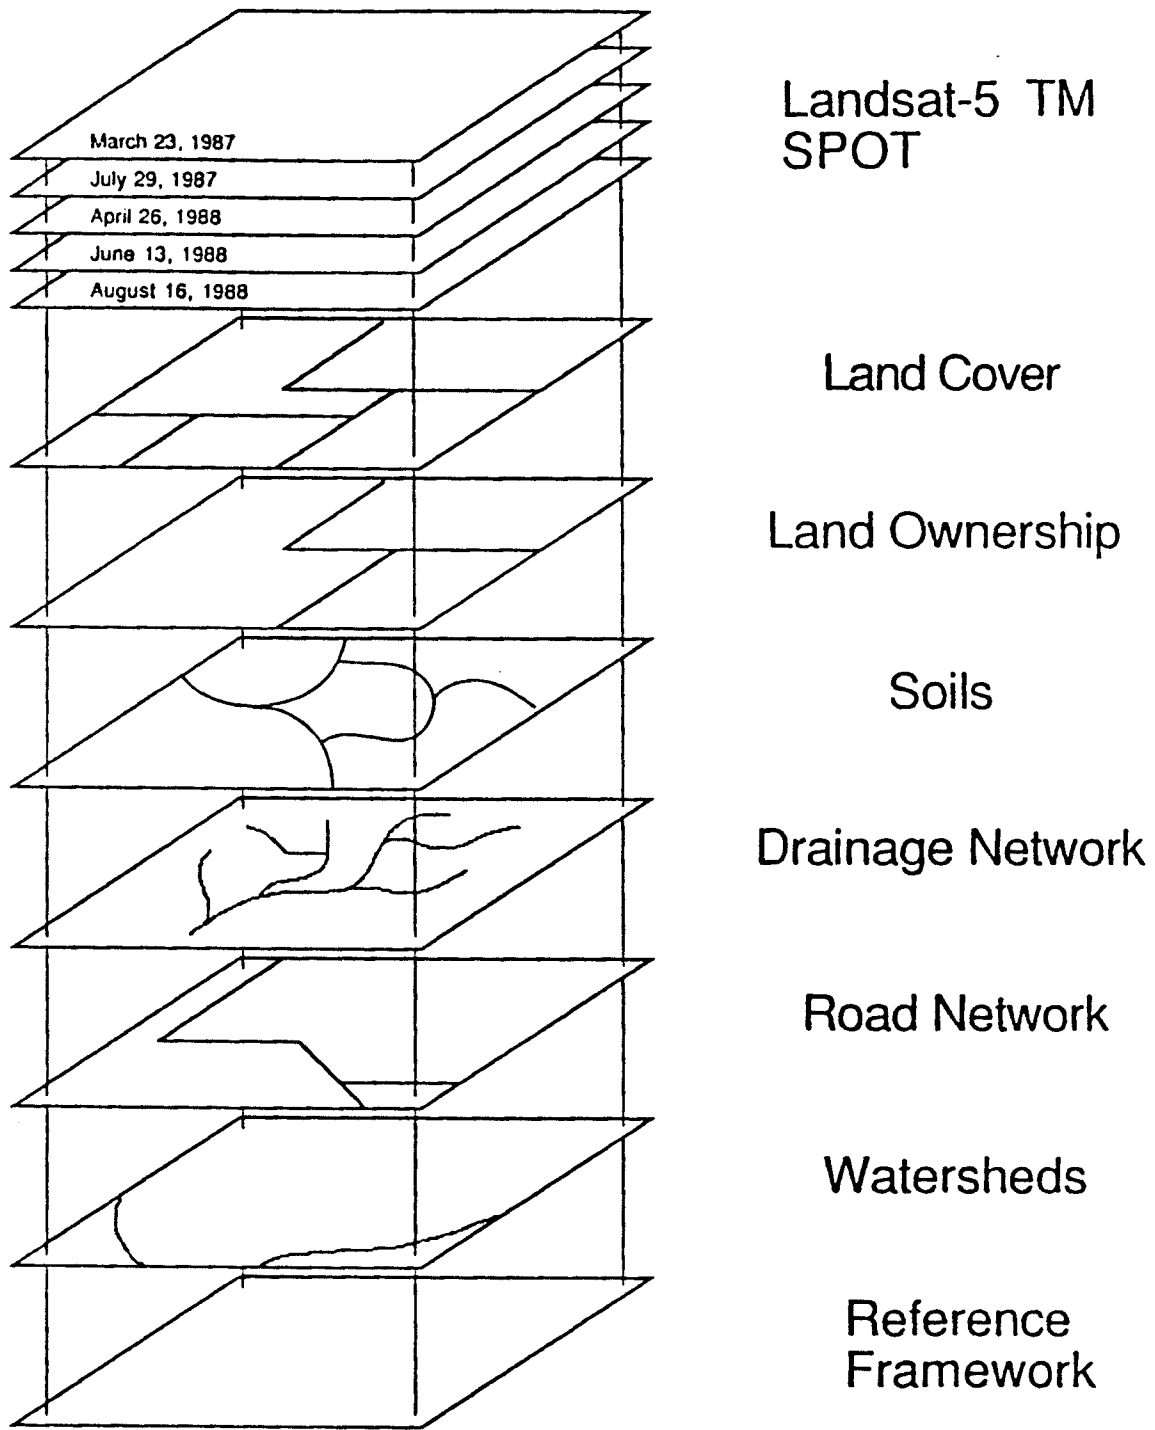 March 23, 1987
July 29, 1987
April 26, 1988
June 13, 1988
August 16, 1988
Landsat-5 TM
SPOT
Land Cover
Land Ownership
Soils
Drainage Network
Road Network
Watersheds
Reference
Framework